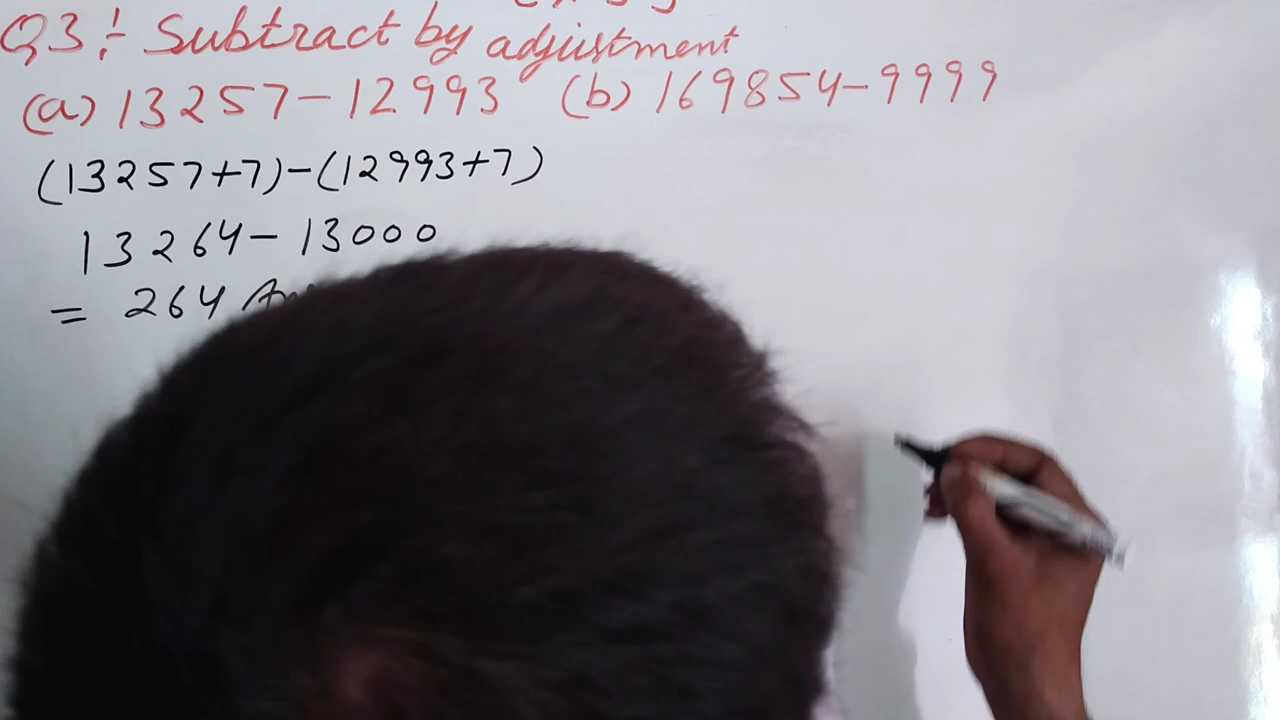 Q3:- Subtract by adjustment
(a) 13257-12993 (b) 169854-9999
(13257+7)-(12993+7)
13264-13000
= 264